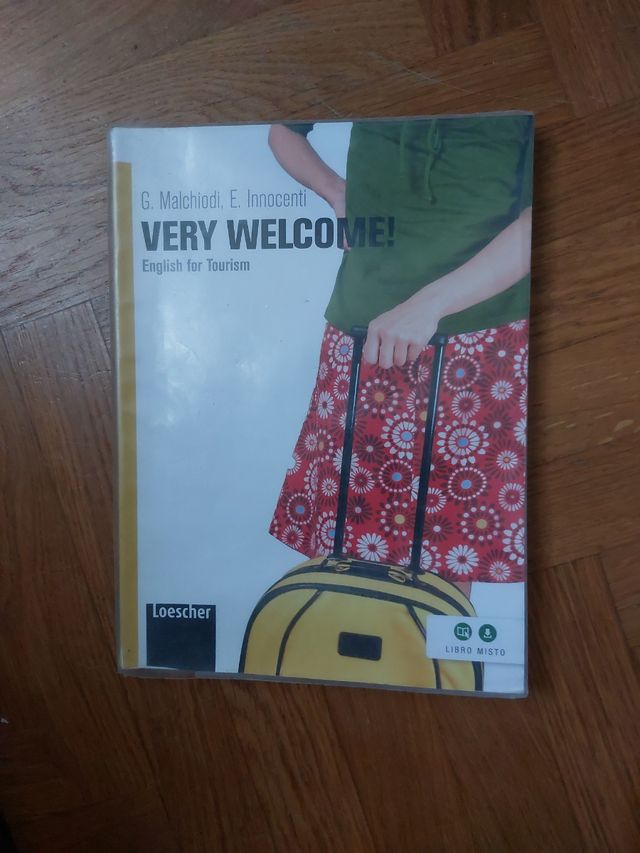 G. Malchiodi, E. Innocenti
VERY WELCOME!
English for Tourism
Loescher
LIBRO MISTO